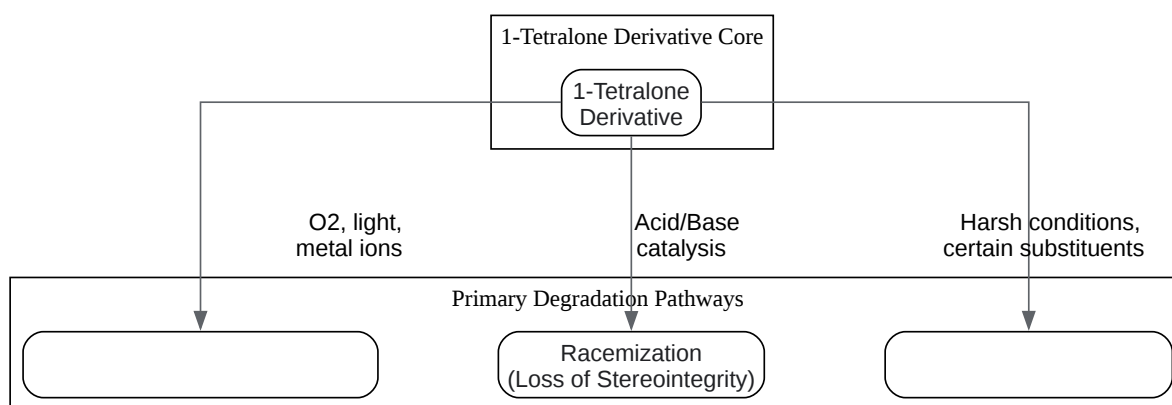 1-Tetralone Derivative Core
1-Tetralone
Derivative
O2, light,
metal ions
Acid/Base
catalysis
Harsh conditions,
certain substituents
Primary Degradation Pathways
Racemization
(Loss of Stereointegrity)